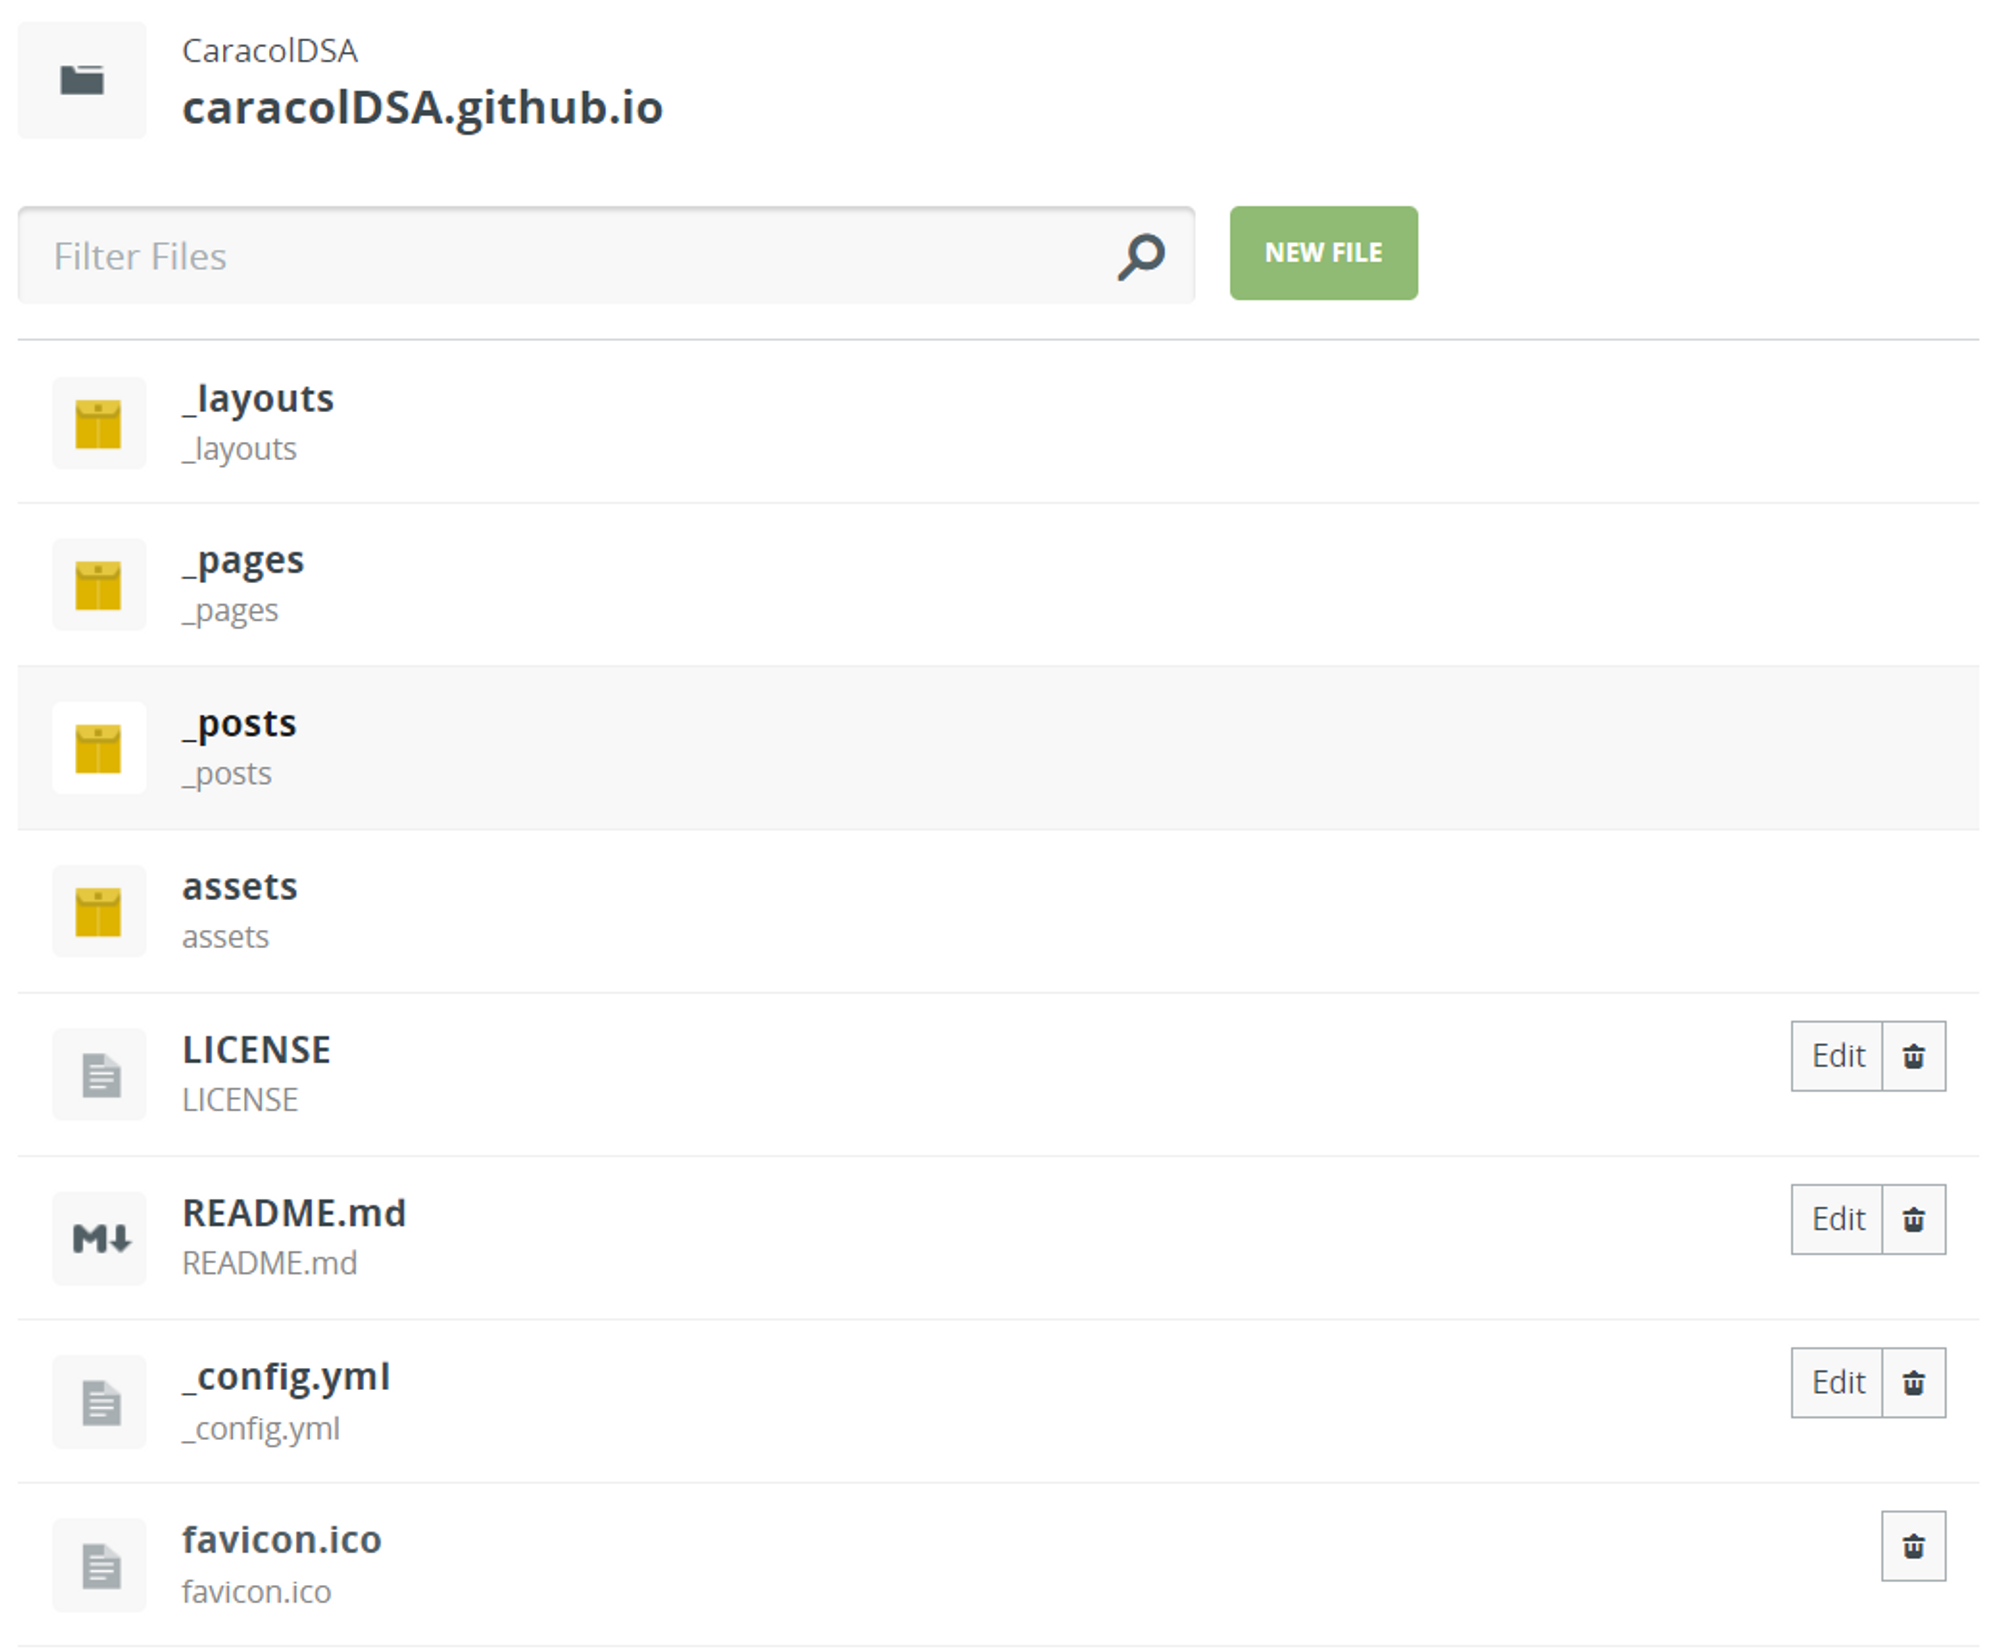 CaracolDSA
caracolDSA.github.io
Filter Files
NEW FILE
_layouts
_layouts
_pages
_pages
_posts
_posts
assets
assets
LICENSE
Edit
LICENSE
README.md
Edit
README.md
_config.yml
Edit
_config.yml
favicon.ico
favicon.ico